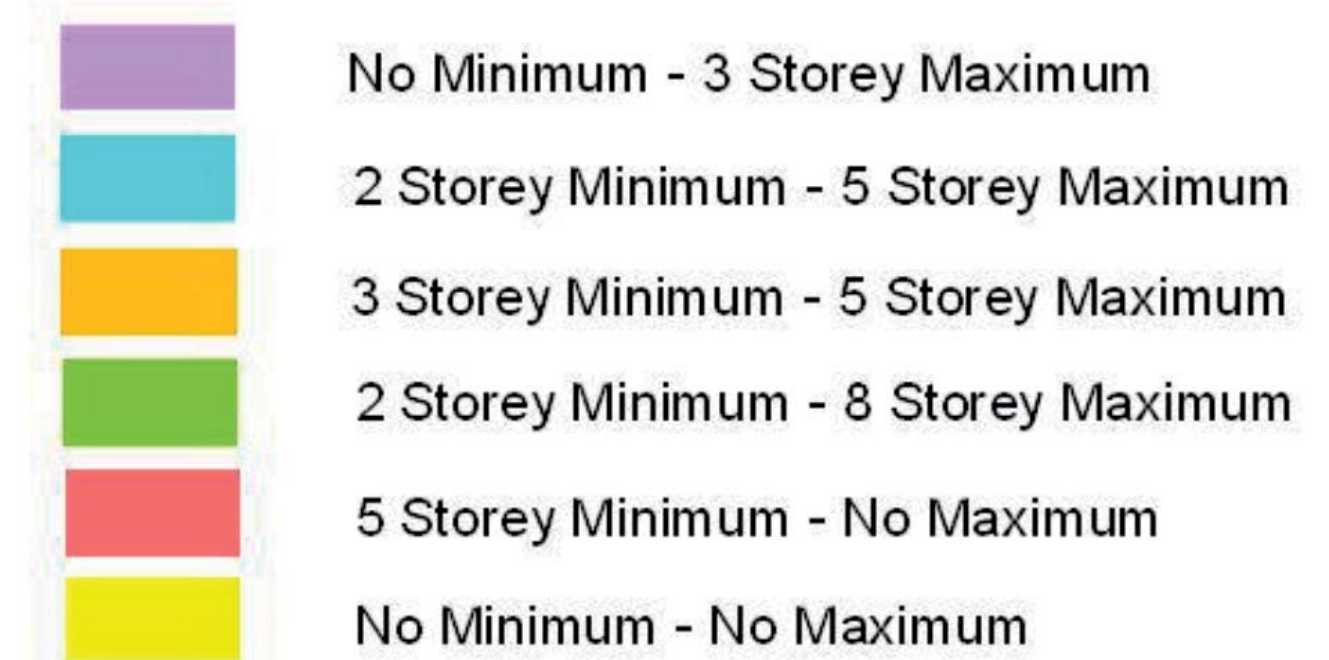 No Minimum - 3 Storey Maximum
2 Storey Minimum - 5 Storey Maximum
3 Storey Minimum - 5 Storey Maximum
2 Storey Minimum - 8 Storey Maximum
5 Storey Minimum - No Maximum
No Minimum - No Maximum